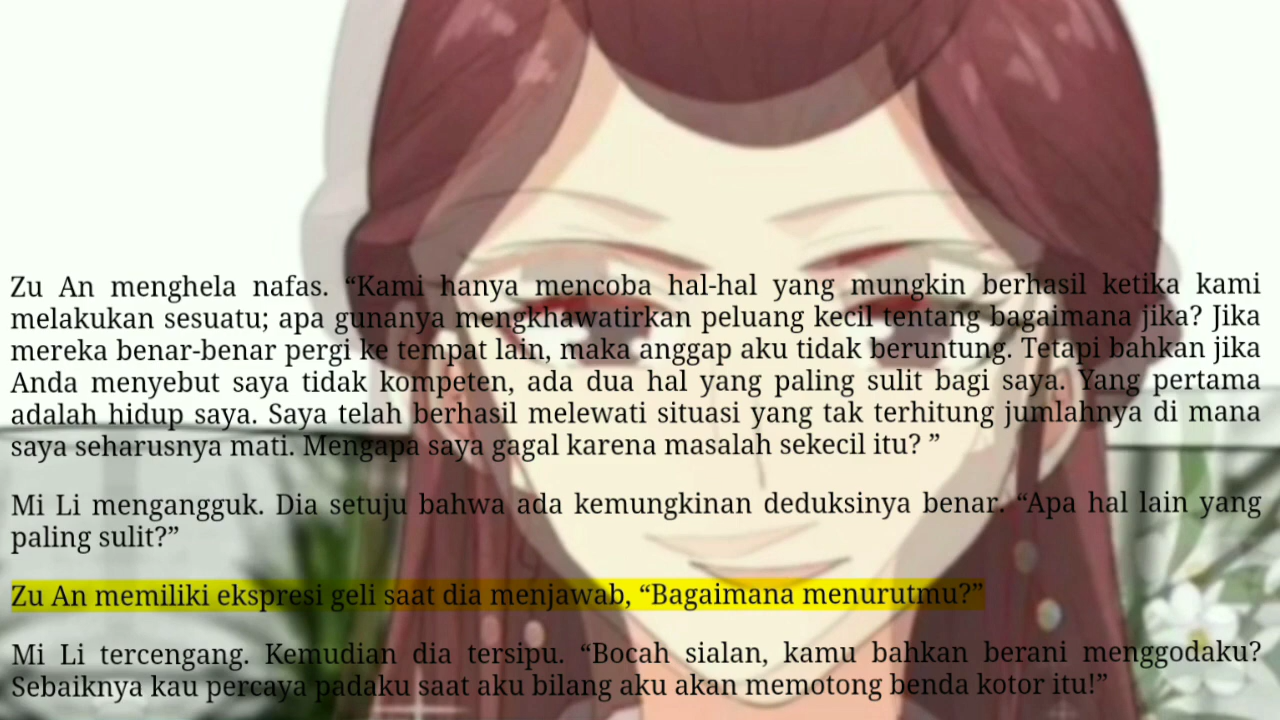 Zu An menghela nafas. “Kami hanya mencoba hal-hal yang mungkin berhasil ketika kami
melakukan sesuatu; apa gunanya mengkhawatirkan peluang kecil tentang bagaimana jika? Jika
mereka benar-benar pergi ke tempat lain, maka anggap aku tidak beruntung. Tetapi bahkan jika
Anda menyebut saya tidak kompeten, ada dua hal yang paling sulit bagi saya. Yang pertama
adalah hidup saya. Saya telah berhasil melewati situasi yang tak terhitung jumlahnya di mana
saya seharusnya mati. Mengapa saya gagal karena masalah sekecil itu? ”
Mi Li mengangguk. Dia setuju bahwa ada kemungkinan deduksinya benar. “Apa hal lain yang
paling sulit?”
Zu An memiliki ekspresi geli saat dia menjawab, “Bagaimana menurutmu?”
Mi Li tercengang. Kemudian dia tersipu. “Bocah sialan, kamu bahkan berani menggodaku?
Sebaiknya kau percaya padaku saat aku bilang aku akan memotong benda kotor itu!”